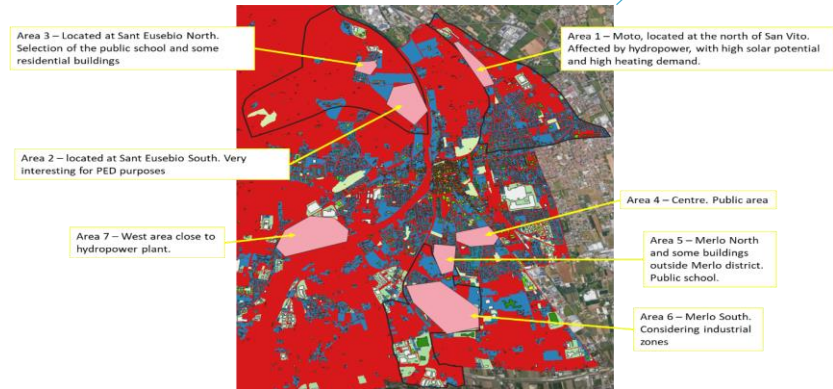 Area 3 – Located at Sant Eusebio North.
Selection of the public school and some
residential buildings
Area 1 – Moto, located at the north of San Vito.
Affected by hydropower, with high solar potential
and high heating demand.
Area 2 – located at Sant Eusebio South. Very
interesting for PED purposes
Area 4 – Centre. Public area
Area 7 – West area close to
hydropower plant.
Area 5 – Merlo North
and some buildings
outside Merlo district.
Public school.
Area 6 – Merlo South.
Considering industrial
zones